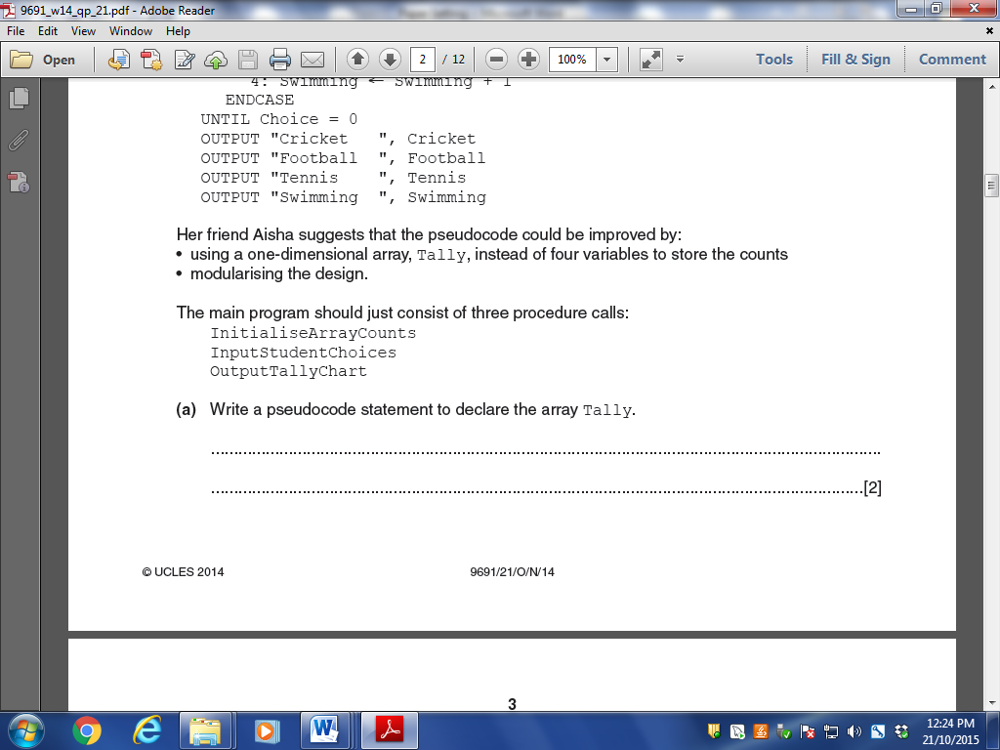 9691_w14_qp_21.pdf - Adobe Reader
File Edit View Window Help
Open 2 / 12 100% Tools Fill & Sign Comment
4: Swimming ← Swimming + 1
ENDCASE
UNTIL Choice = 0
OUTPUT "Cricket ", Cricket
OUTPUT "Football ", Football
OUTPUT "Tennis ", Tennis
OUTPUT "Swimming ", Swimming
Her friend Aisha suggests that the pseudocode could be improved by:
• using a one-dimensional array, Tally, instead of four variables to store the counts
• modularising the design.
The main program should just consist of three procedure calls:
InitialiseArrayCounts
InputStudentChoices
OutputTallyChart
(a) Write a pseudocode statement to declare the array Tally.
[2]
© UCLES 2014 9691/21/O/N/14
3
12:24 PM
21/10/2015